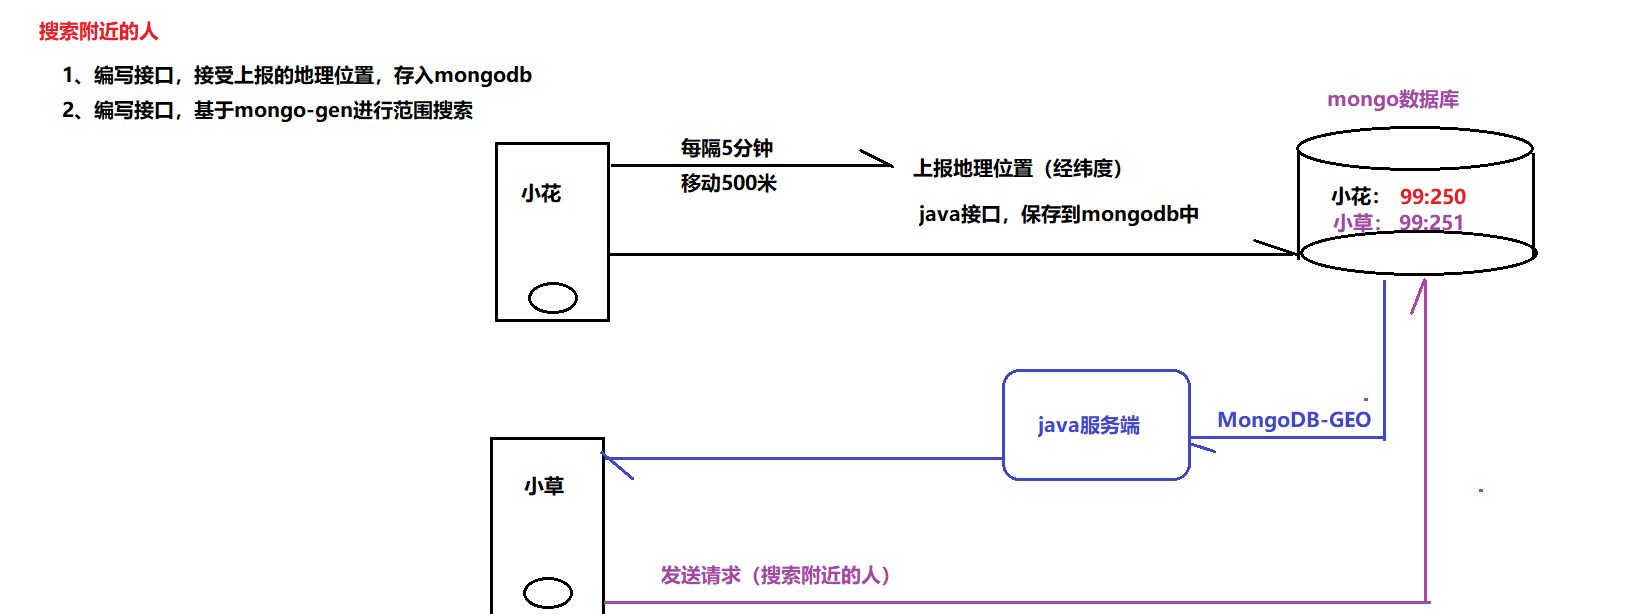 搜索附近的人
1、编写接口，接受上报的地理位置，存入mongodb
2、编写接口，基于mongo-gen进行范围搜索
mongo数据库
每隔5分钟
移动500米
上报地理位置（经纬度）
java接口，保存到mongodb中
小花
小花： 99:250
小草： 99:251
java服务端
MongoDB-GEO
小草
发送请求（搜索附近的人）